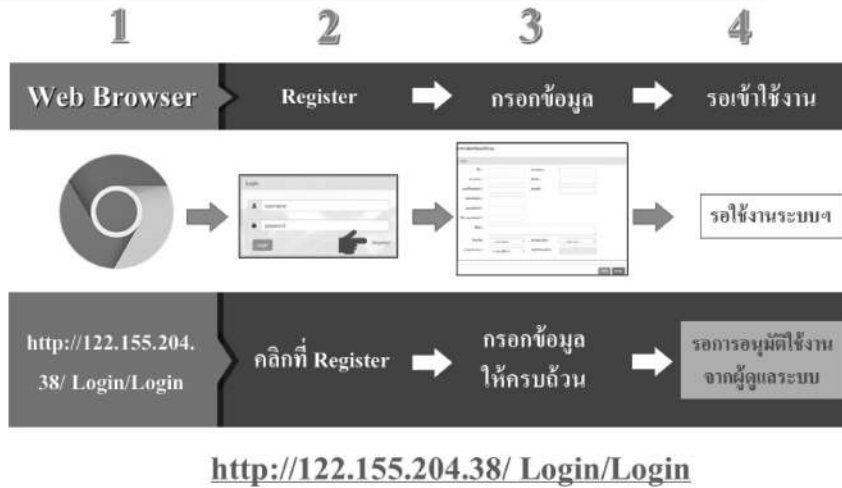 1 2 3 4
Web Browser Register กรอกข้อมูล รอเข้าใช้งาน
Login
username
password
Login
รอใช้งานระบบฯ
http://122.155.204.
38/ Login/Login
คลิกที่ Register
กรอกข้อมูล
ให้ครบถ้วน
รอการอนุมัติใช้งาน
จากผู้ดูแลระบบ
http://122.155.204.38/ Login/Login